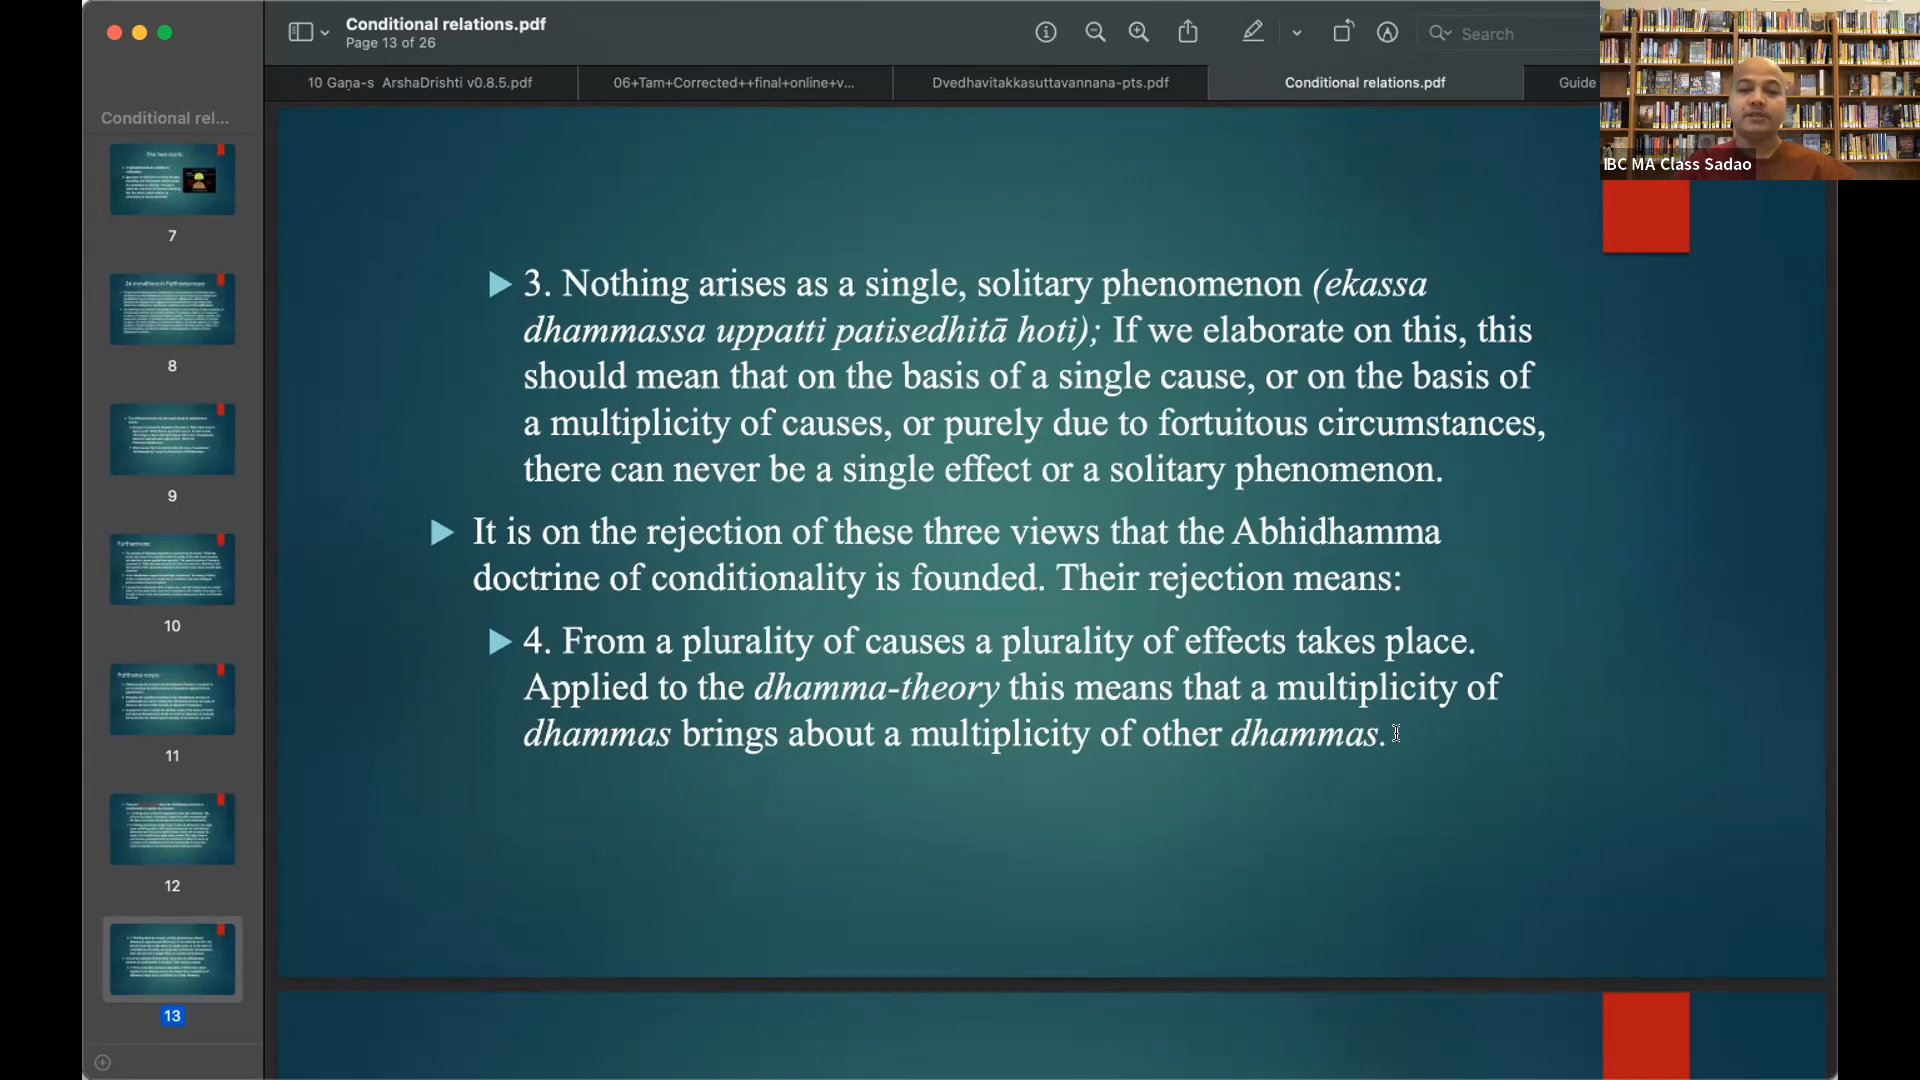 Conditional relations.pdf
Page 13 of 26
Search
10 Gaṇa-s ArshaDrishti v0.8.5.pdf
06+Tam+Corrected++final+online+v...
Dvedhavitakkasuttavannana-pts.pdf
Conditional relations.pdf
Guide
IBC MA Class Sadao
Conditional rel...
7
8
9
10
11
12
13
3. Nothing arises as a single, solitary phenomenon (ekassa
dhammassa uppatti patisedhitā hoti); If we elaborate on this, this
should mean that on the basis of a single cause, or on the basis of
a multiplicity of causes, or purely due to fortuitous circumstances,
there can never be a single effect or a solitary phenomenon.
It is on the rejection of these three views that the Abhidhamma
doctrine of conditionality is founded. Their rejection means:
4. From a plurality of causes a plurality of effects takes place.
Applied to the dhamma-theory this means that a multiplicity of
dhammas brings about a multiplicity of other dhammas.